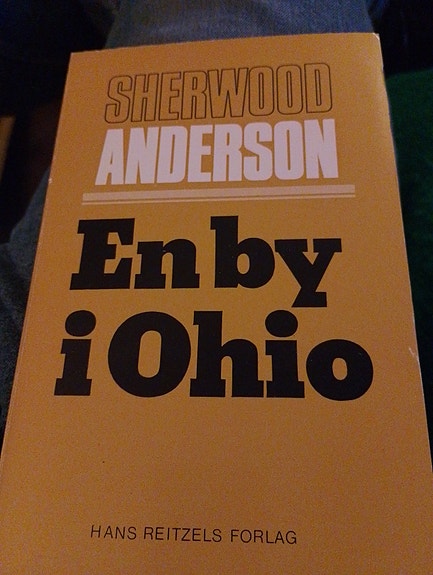 SHERWOOD
ANDERSON
En by
i Ohio
HANS REITZELS FORLAG